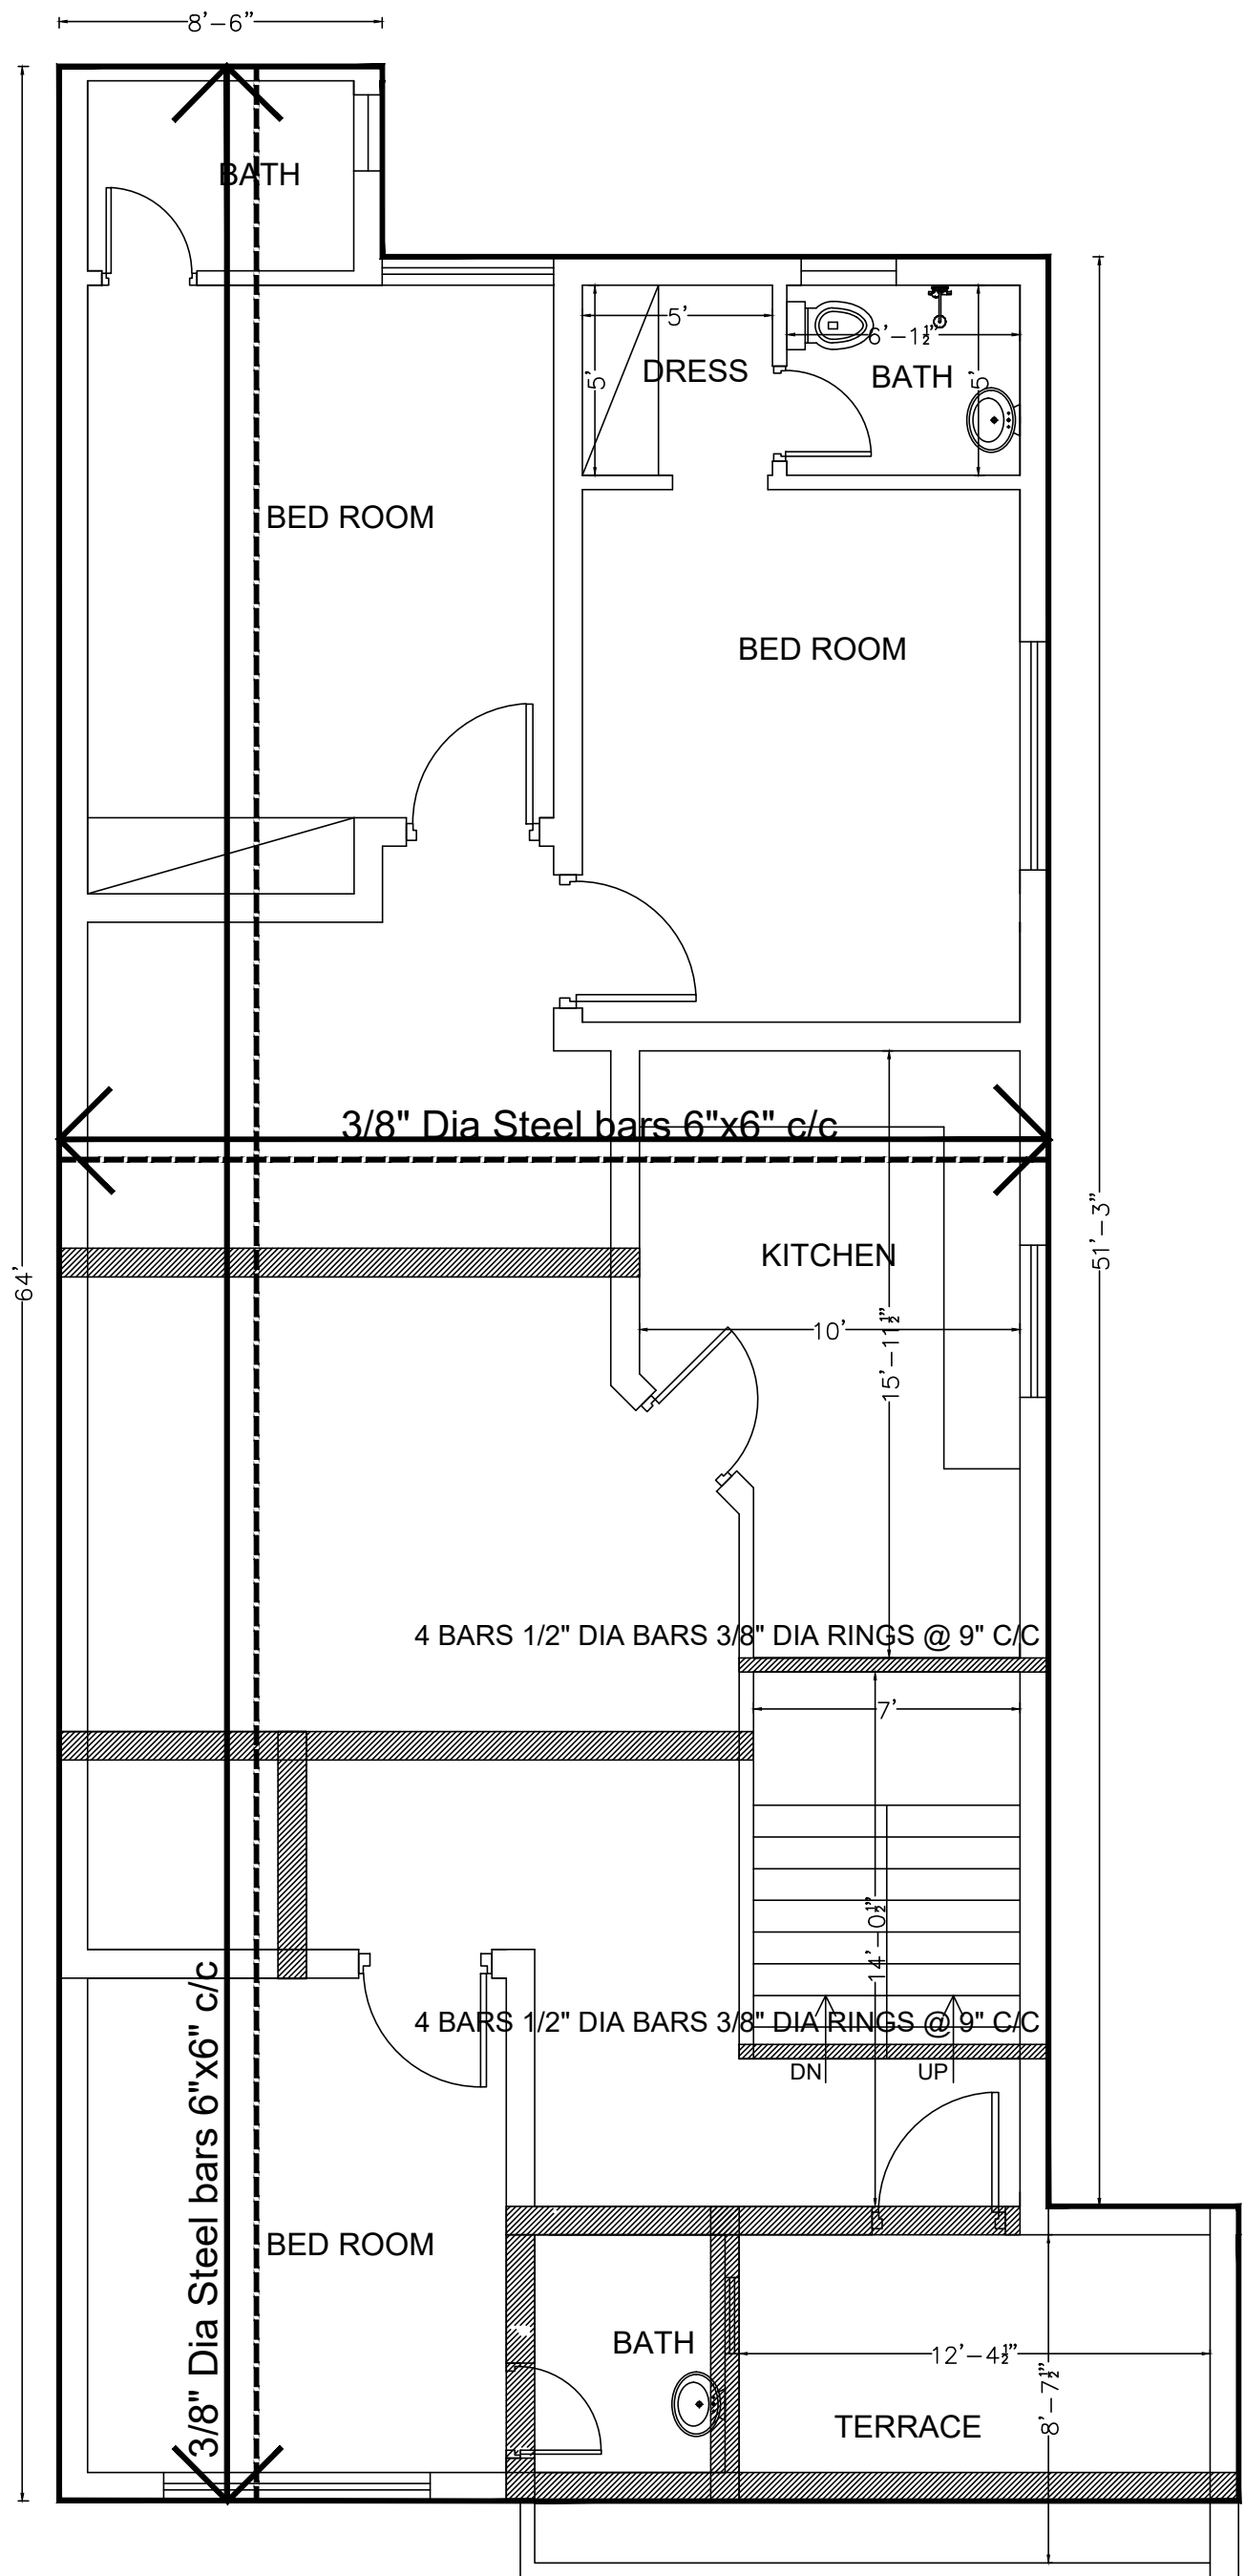 8'-6"
BATH
5'
6'-1½"
DRESS
BATH
5'
5'
BED ROOM
BED ROOM
3/8" Dia Steel bars 6"x6" c/c
51'-3"
KITCHEN
64'
10'
15'-11½"
4 BARS 1/2" DIA BARS 3/8" DIA RINGS @ 9" C/C
7'
14'-0½"
3/8" Dia Steel bars 6"x6" c/c
4 BARS 1/2" DIA BARS 3/8" DIA RINGS @ 9" C/C
DN
UP
BED ROOM
BATH
12'-4½"
TERRACE
8'-7½"